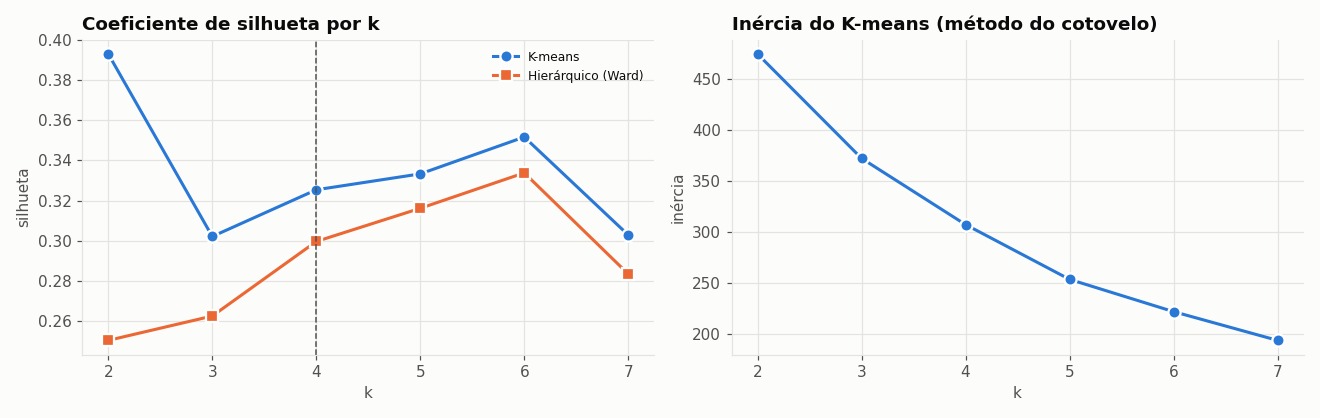 Coeficiente de silhueta por k
0.40
0.38
0.36
0.34
0.32
0.30
0.28
0.26
silhueta
K-means
Hierárquico (Ward)
2 3 4 5 6 7
k
Inércia do K-means (método do cotovelo)
450
400
350
300
250
200
inércia
2 3 4 5 6 7
k